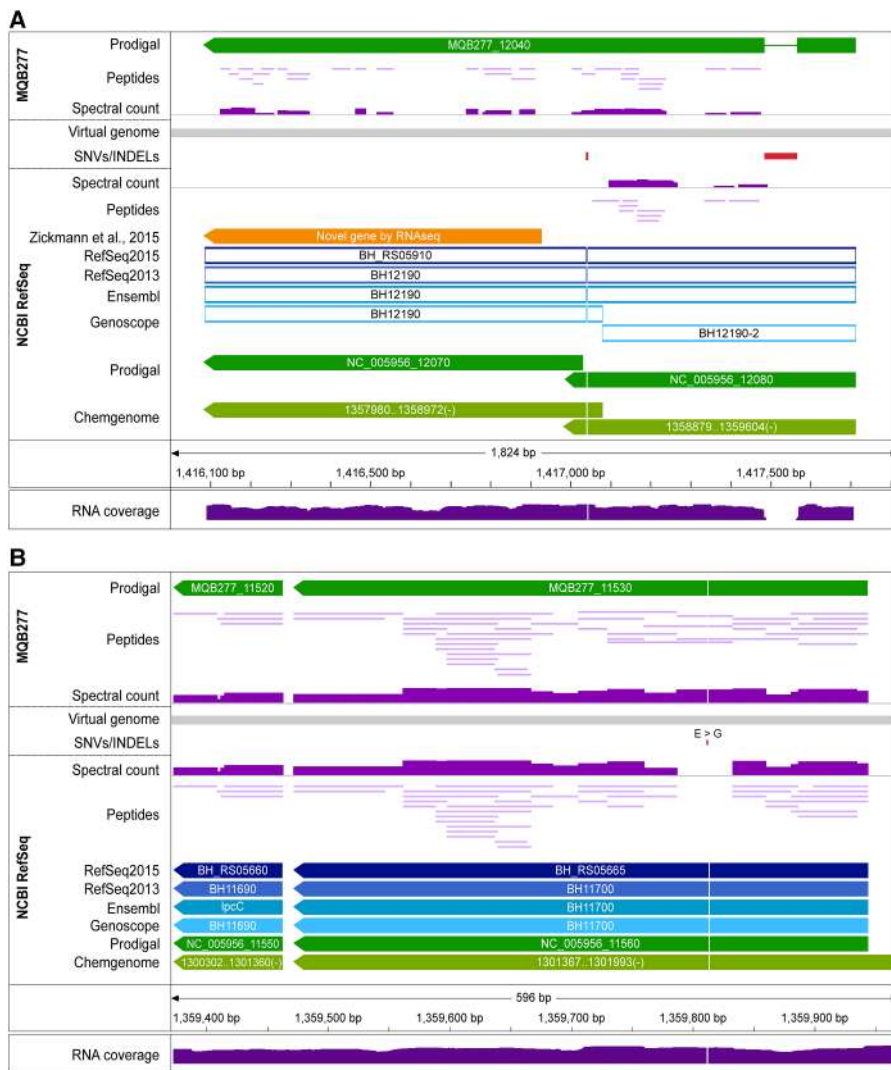 A
MQB277
Prodigal
MQB277_12040
Peptides
Spectral count
Virtual genome
SNVs/INDELs
NCBI RefSeq
Spectral count
Peptides
Zickmann et al., 2015
Novel gene by RNAseq
RefSeq2015
BH_RS05910
RefSeq2013
BH12190
Ensembl
BH12190
Genoscope
BH12190
BH12190-2
Prodigal
NC_005956_12070
NC_005956_12080
Chemgenome
1357980..1358972(-)
1358879..1359604(-)
1,824 bp
1,416,100 bp 1,416,500 bp 1,417,000 bp 1,417,500 bp
RNA coverage
B
MQB277
Prodigal
MQB277_11520 MQB277_11530
Peptides
Spectral count
Virtual genome
SNVs/INDELs
E > G
NCBI RefSeq
Spectral count
Peptides
RefSeq2015
BH_RS05660 BH_RS05665
RefSeq2013
BH11690 BH11700
Ensembl
lpcC BH11700
Genoscope
BH11690 BH11700
Prodigal
NC_005956_11550 NC_005956_11560
Chemgenome
1300302..1301360(-) 1301367..1301993(-)
596 bp
1,359,400 bp 1,359,500 bp 1,359,600 bp 1,359,700 bp 1,359,800 bp 1,359,900 bp
RNA coverage